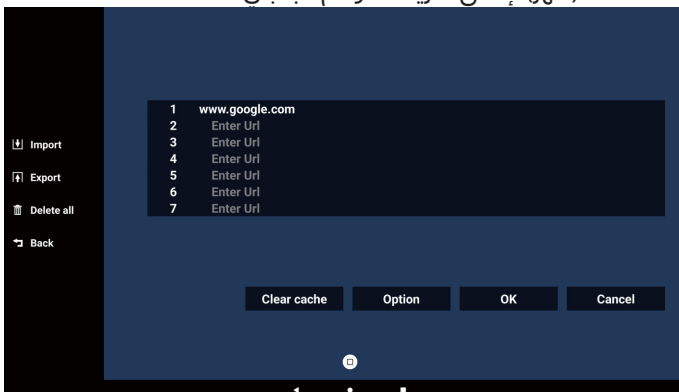 Import
Export
Delete all
Back
1 www.google.com
2 Enter Url
3 Enter Url
4 Enter Url
5 Enter Url
6 Enter Url
7 Enter Url
Clear cache Option OK Cancel